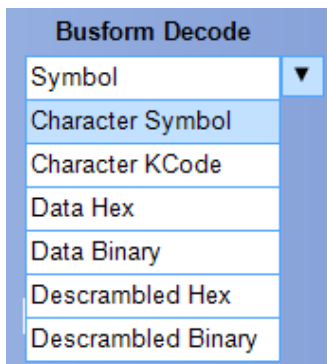 Busform Decode
Symbol
Character Symbol
Character KCode
Data Hex
Data Binary
Descrambled Hex
Descrambled Binary